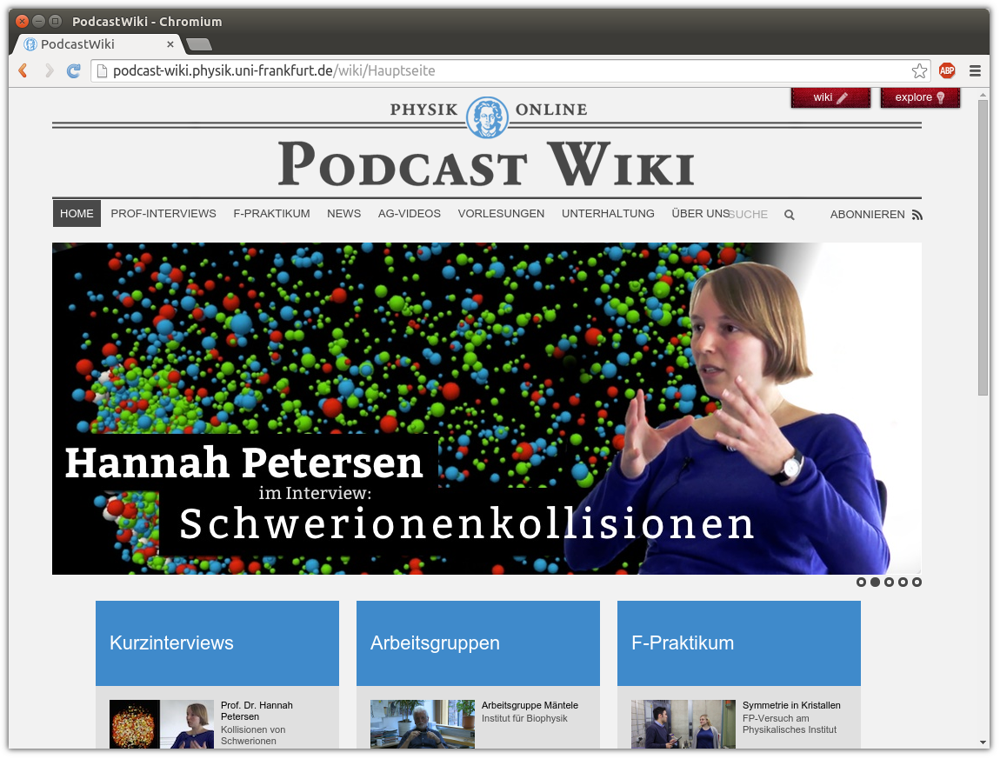 PodcastWiki - Chromium
PodcastWiki
podcast-wiki.physik.uni-frankfurt.de/wiki/Hauptseite
ABP
wiki
explore
PHYSIK ONLINE
PODCAST WIKI
HOME PROF-INTERVIEWS F-PRAKTIKUM NEWS AG-VIDEOS VORLESUNGEN UNTERHALTUNG ÜBER UNS SUCHE ABONNIEREN
Hannah Petersen
im Interview:
Schwerionenkollisionen
Kurzinterviews
Prof. Dr. Hannah
Petersen
Kollisionen von
Schwerionen
Arbeitsgruppen
Arbeitsgruppe Mäntele
Institut für Biophysik
F-Praktikum
Symmetrie in Kristallen
FP-Versuch am
Physikalisches Institut